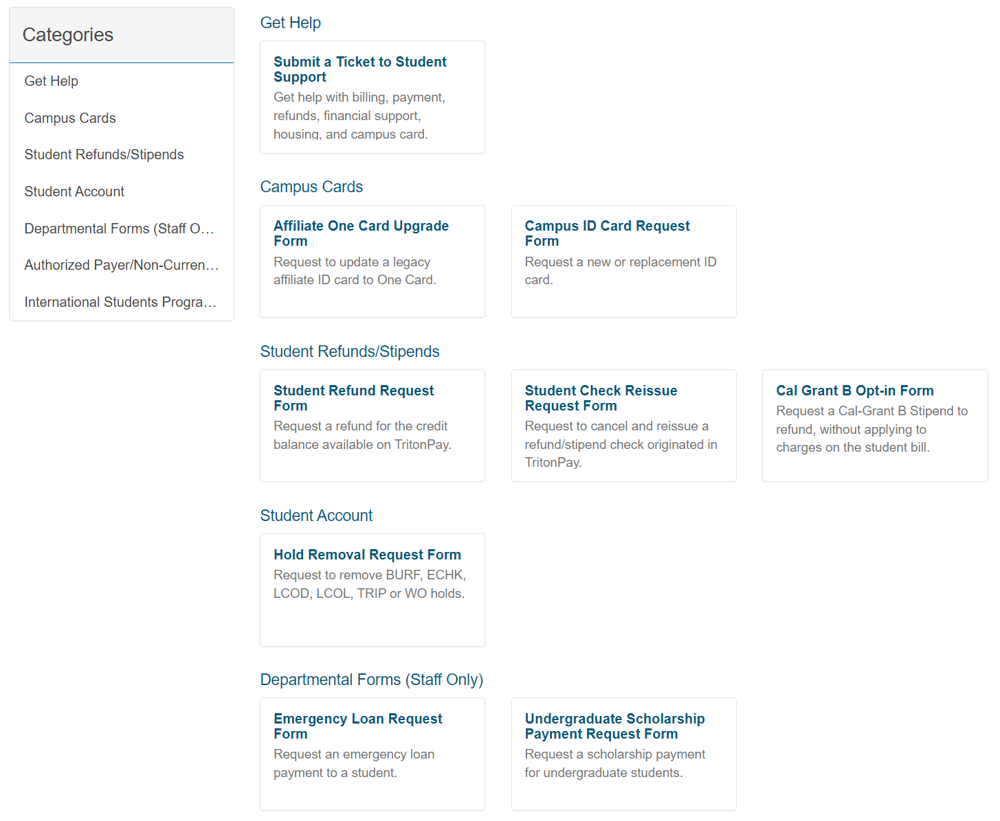 Categories
Get Help
Campus Cards
Student Refunds/Stipends
Student Account
Departmental Forms (Staff O…
Authorized Payer/Non-Curren…
International Students Progra…
Get Help
Submit a Ticket to Student
Support
Get help with billing, payment,
refunds, financial support,
housing, and campus card.
Campus Cards
Affiliate One Card Upgrade
Form
Request to update a legacy
affiliate ID card to One Card.
Campus ID Card Request
Form
Request a new or replacement ID
card.
Student Refunds/Stipends
Student Refund Request
Form
Request a refund for the credit
balance available on TritonPay.
Student Check Reissue
Request Form
Request to cancel and reissue a
refund/stipend check originated in
TritonPay.
Cal Grant B Opt-in Form
Request a Cal-Grant B Stipend to
refund, without applying to
charges on the student bill.
Student Account
Hold Removal Request Form
Request to remove BURF, ECHK,
LCOD, LCOL, TRIP or WO holds.
Departmental Forms (Staff Only)
Emergency Loan Request
Form
Request an emergency loan
payment to a student.
Undergraduate Scholarship
Payment Request Form
Request a scholarship payment
for undergraduate students.